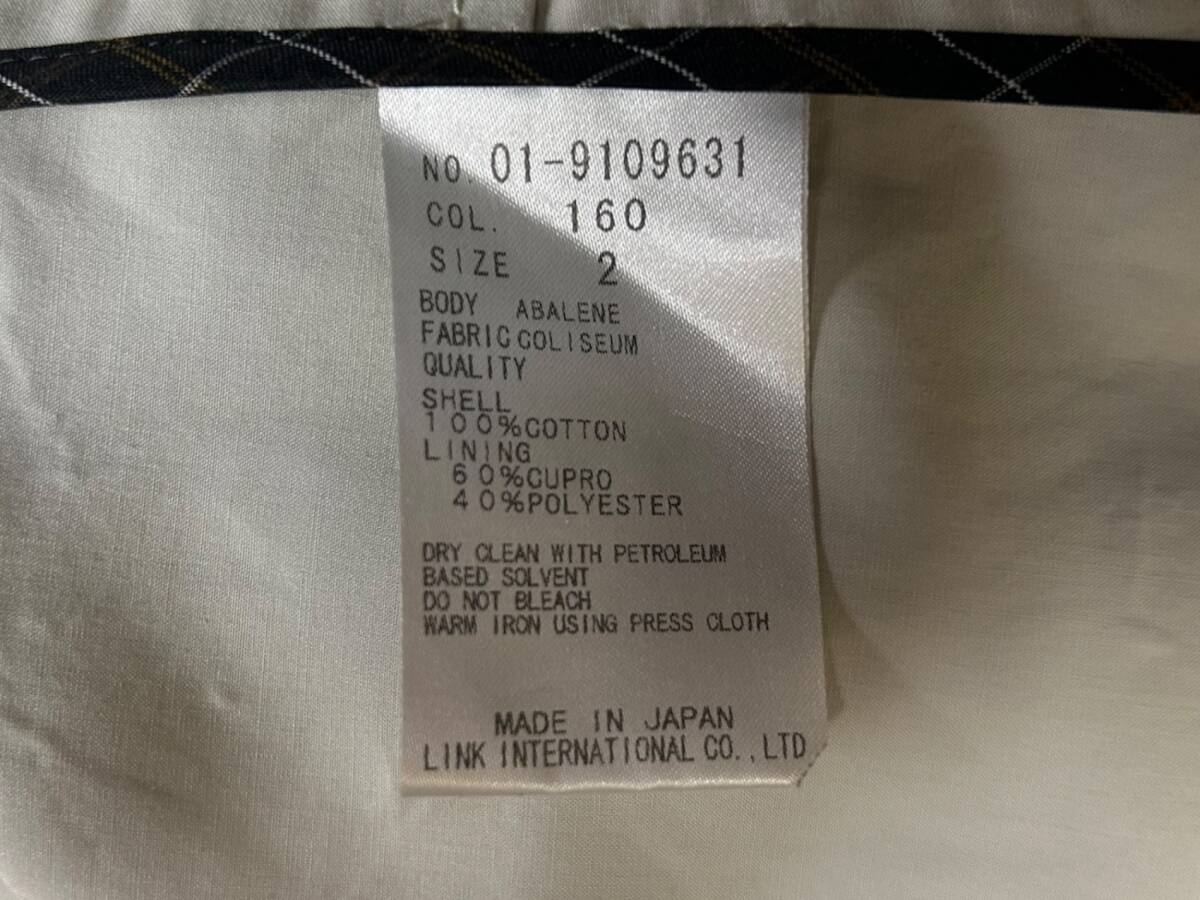 NO. 01-9109631
COL. 160
SIZE 2
BODY ABALENE
FABRIC COLISEUM
QUALITY
SHELL
100%COTTON
LINING
60%CUPRO
40%POLYESTER
DRY CLEAN WITH PETROLEUM
BASED SOLVENT
DO NOT BLEACH
WARM IRON USING PRESS CLOTH
MADE IN JAPAN
LINK INTERNATIONAL CO.,LTD